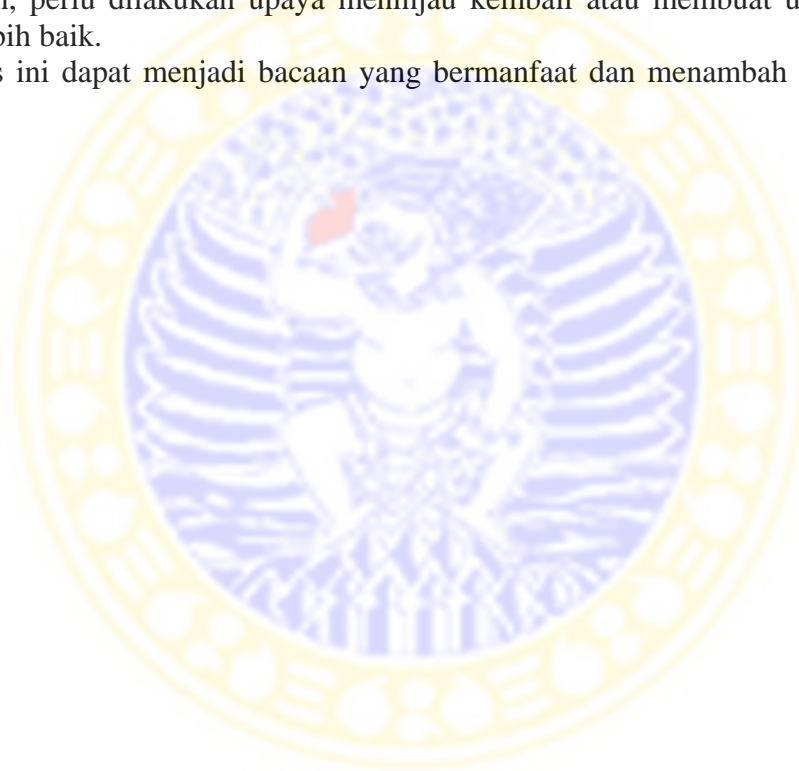 perlu dilakukan upaya meninjau kembali atau membuat u
bih baik.
s ini dapat menjadi bacaan yang bermanfaat dan menambah